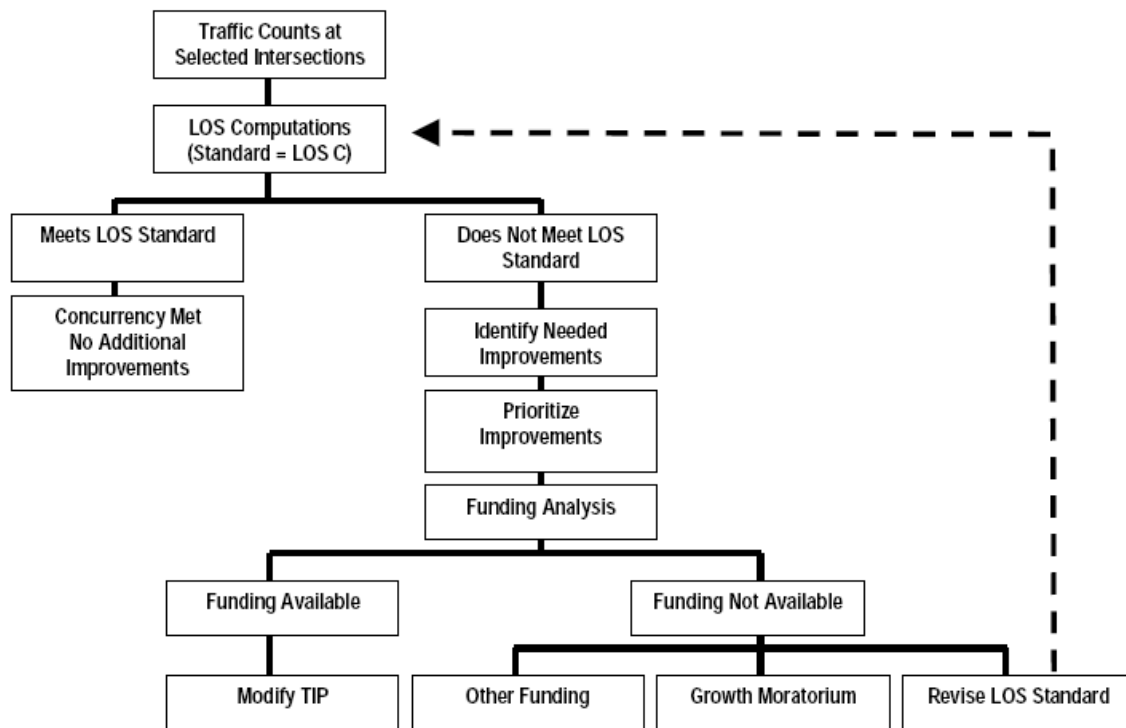 Traffic Counts at
Selected Intersections
LOS Computations
(Standard = LOS C)
Meets LOS Standard
Does Not Meet LOS
Standard
Concurrency Met
No Additional
Improvements
Identify Needed
Improvements
Prioritize
Improvements
Funding Analysis
Funding Available
Funding Not Available
Modify TIP
Other Funding
Growth Moratorium
Revise LOS Standard